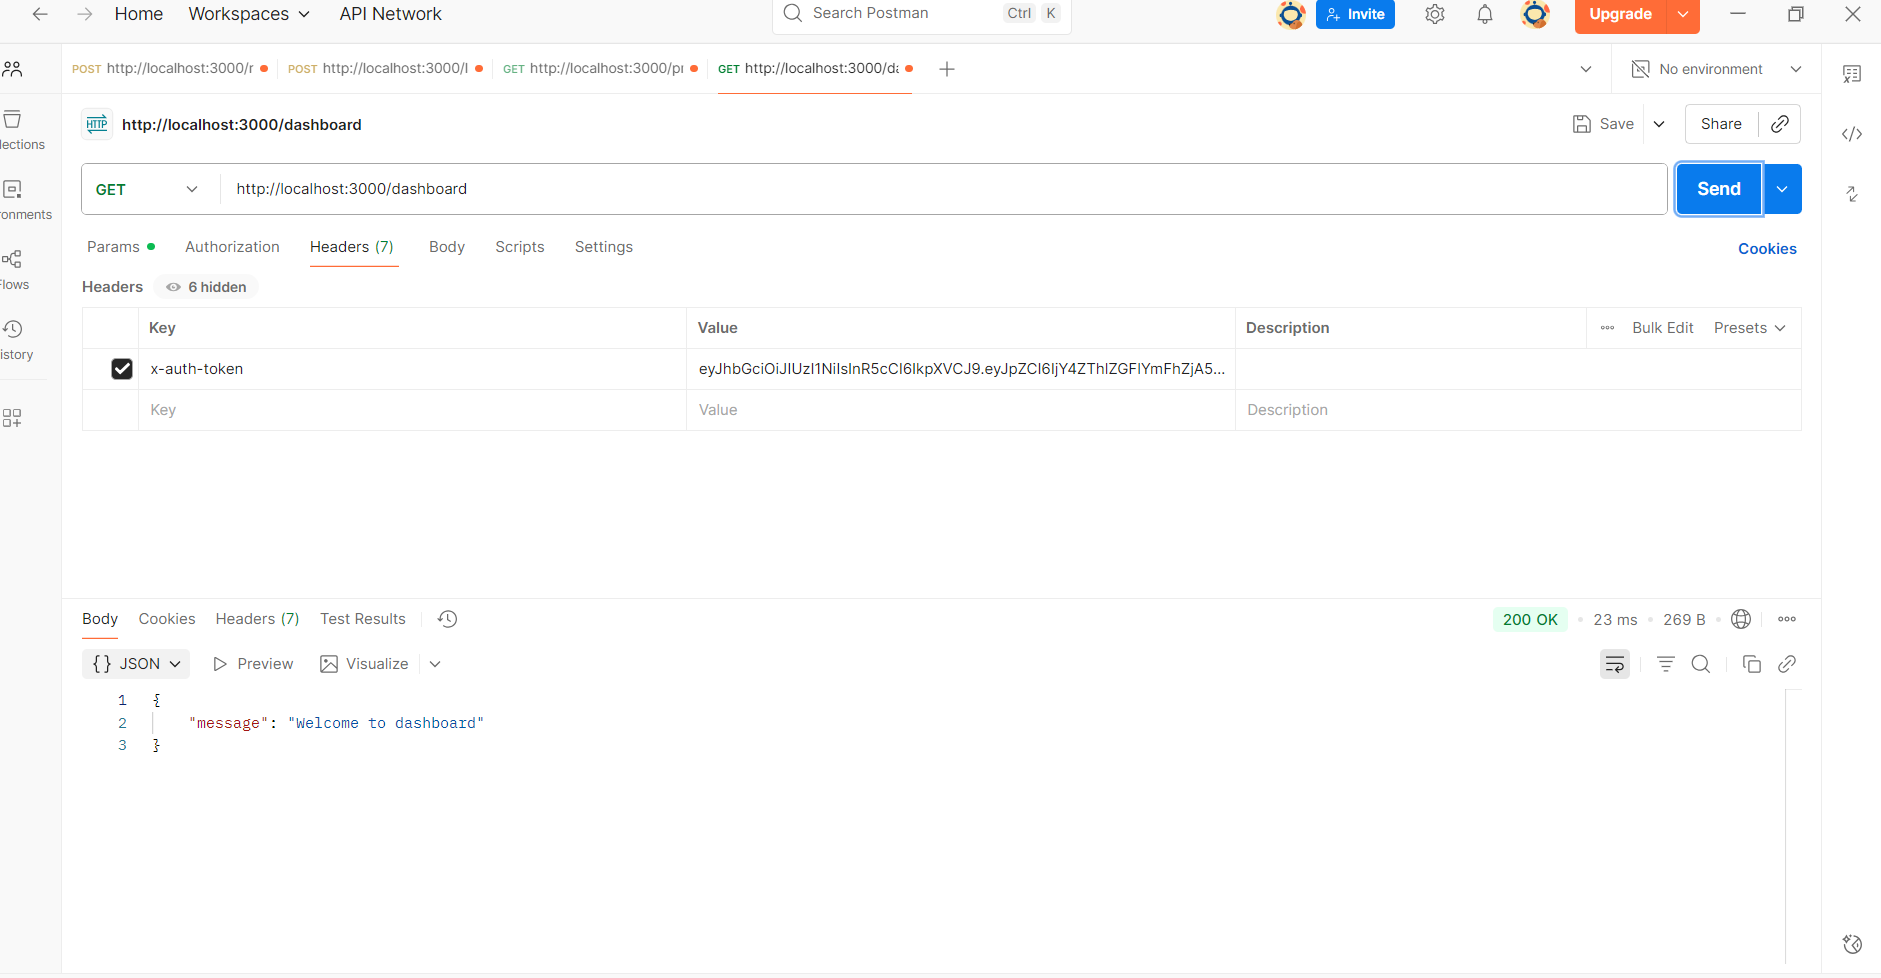 Home Workspaces API Network Search Postman Ctrl K Invite Upgrade
POST http://localhost:3000/r POST http://localhost:3000/l GET http://localhost:3000/pr GET http://localhost:3000/da No environment
HTTP http://localhost:3000/dashboard Save Share
lections
GET http://localhost:3000/dashboard Send
ronments
Params Authorization Headers (7) Body Scripts Settings Cookies
Flows
Headers 6 hidden
Key Value Description Bulk Edit Presets
istory
x-auth-token eyJhbGciOiJIUzI1NiIsInR5cCI6IkpXVCJ9.eyJpZCI6IjY4ZThlZGFlYmFhZjA5...
Key Value Description
Body Cookies Headers (7) Test Results 200 OK 23 ms 269 B
{} JSON Preview Visualize
1 {
2 "message": "Welcome to dashboard"
3 }